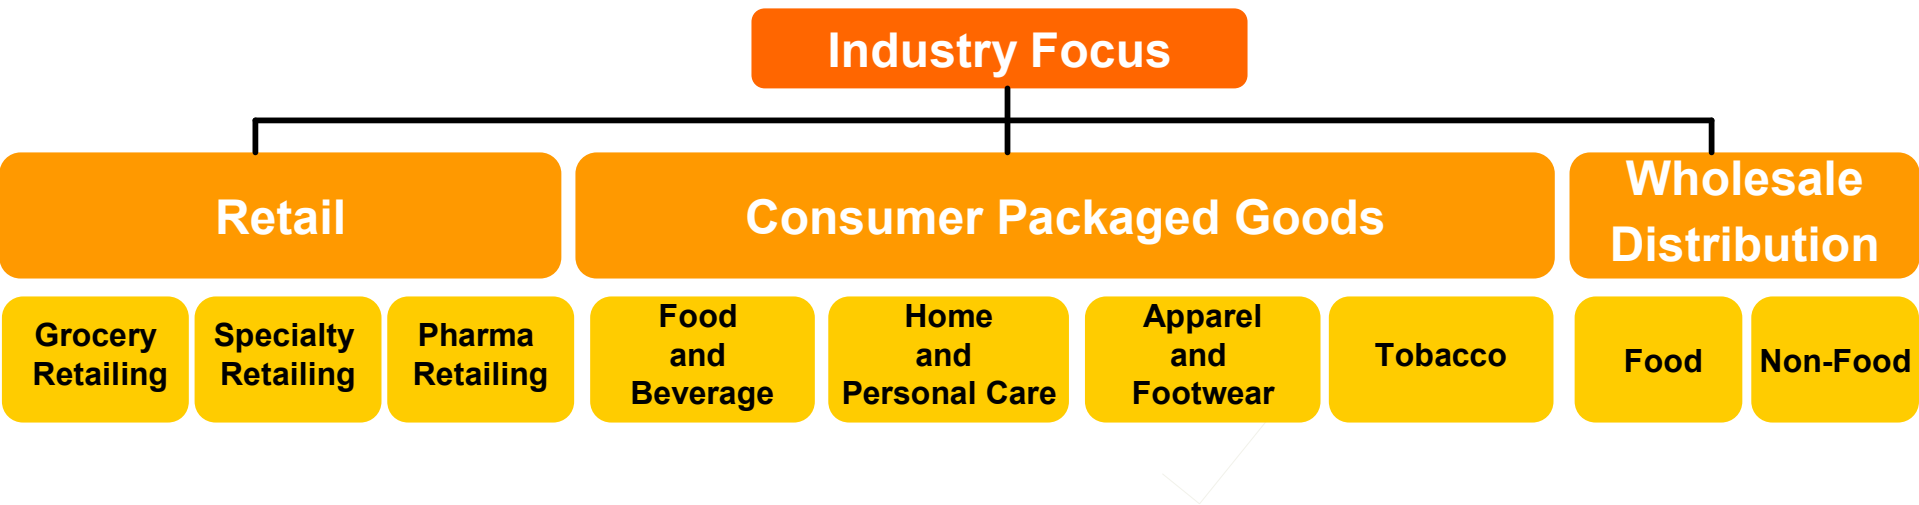 Industry Focus
Retail
Consumer Packaged Goods
Wholesale
Distribution
Grocery
Retailing
Specialty
Retailing
Pharma
Retailing
Food
and
Beverage
Home
and
Personal Care
Apparel
and
Footwear
Tobacco
Food
Non-Food